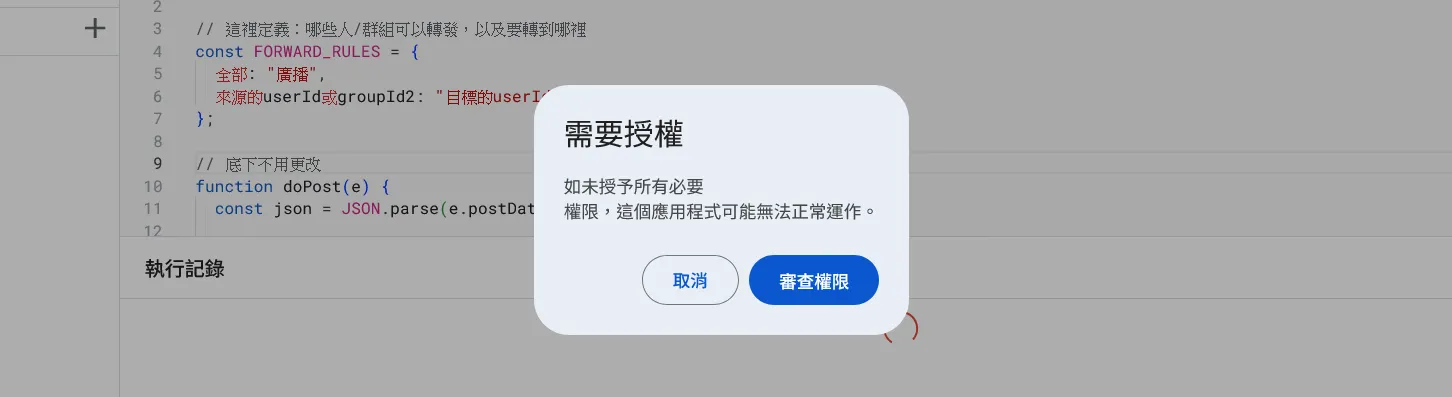 2
3 // 這裡定義：哪些人/群組可以轉發，以及要轉到哪裡
4 const FORWARD_RULES = {
5 全部: "廣播",
6 來源的userId或groupId2: "目標的userI
7 };
8
9 // 底下不用更改
10 function doPost(e) {
11 const json = JSON.parse(e.postDat
12
需要授權
如未授予所有必要
權限，這個應用程式可能無法正常運作。
取消 審查權限
執行記錄